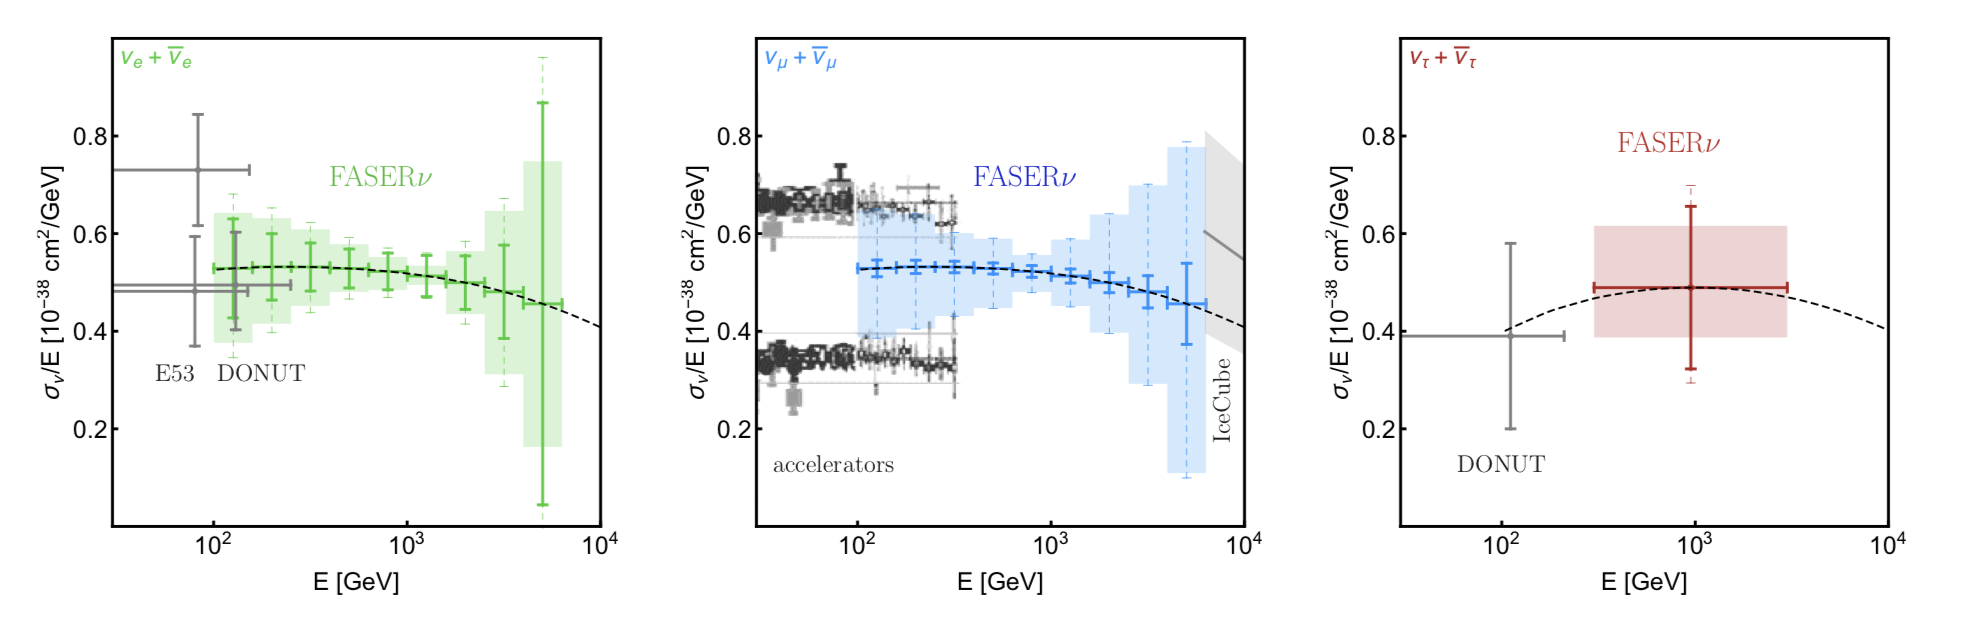 νe + ν̅e
FASERν
E53 DONUT
σν/E [10⁻³⁸ cm²/GeV]
0.8
0.6
0.4
0.2
10² 10³ 10⁴
E [GeV]
νμ + ν̅μ
FASERν
accelerators
IceCube
σν/E [10⁻³⁸ cm²/GeV]
0.8
0.6
0.4
0.2
10² 10³ 10⁴
E [GeV]
ντ + ν̅τ
FASERν
DONUT
σν/E [10⁻³⁸ cm²/GeV]
0.8
0.6
0.4
0.2
10² 10³ 10⁴
E [GeV]